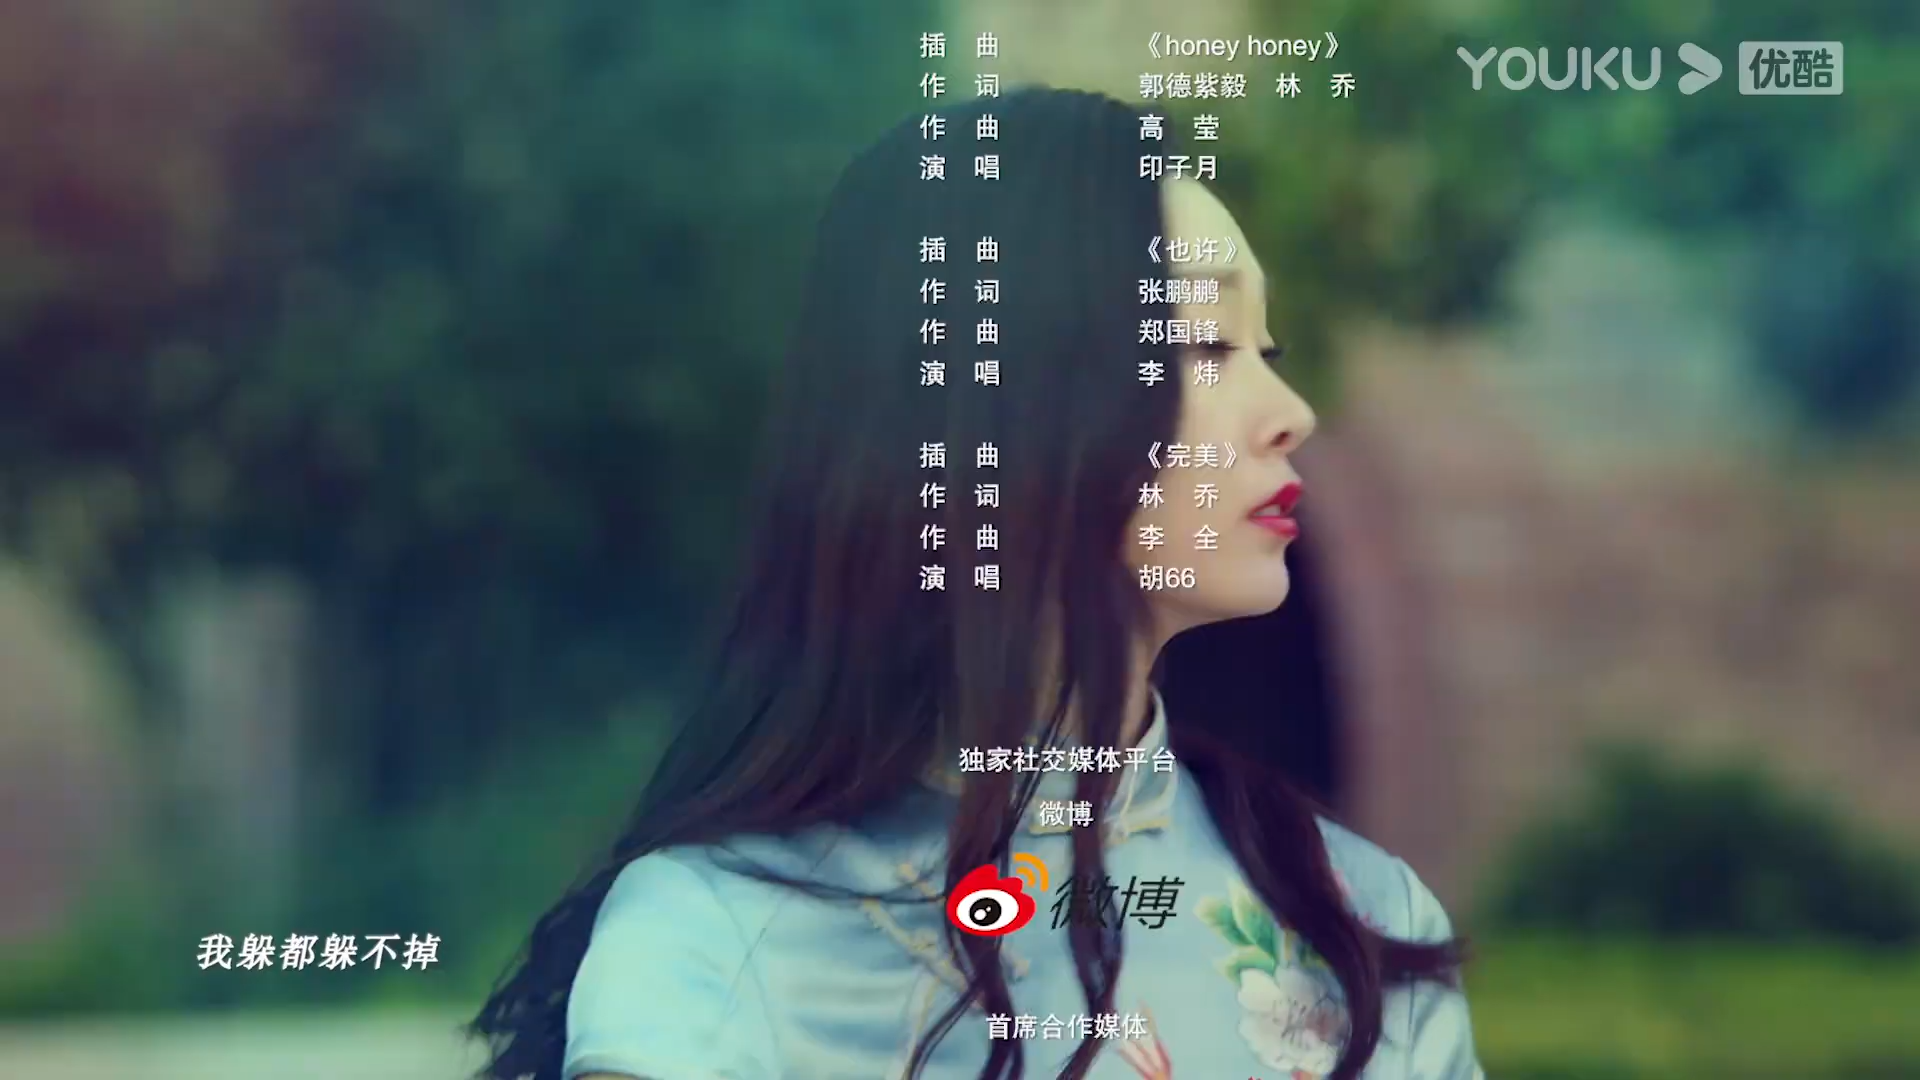 YOUKU 优酷
插 曲 《honey honey》
作 词 郭德紫毅 林 乔
作 曲 高 莹
演 唱 印子月
插 曲 《也许》
作 词 张鹏鹏
作 曲 郑国锋
演 唱 李 炜
插 曲 《完美》
作 词 林 乔
作 曲 李 全
演 唱 胡66
独家社交媒体平台
微博
微博
我躲都躲不掉
首席合作媒体